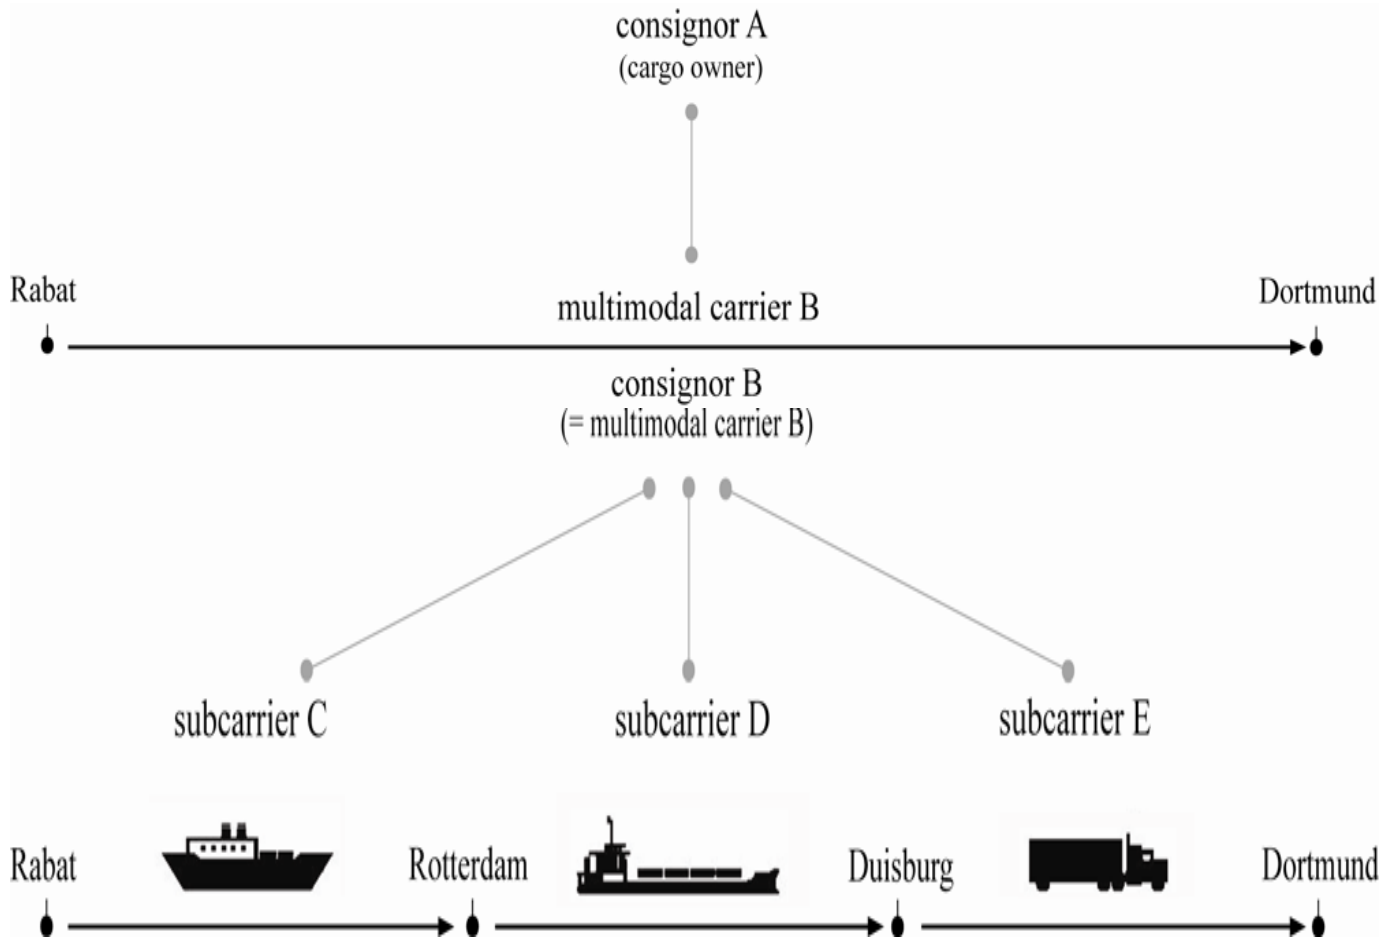 consignor A
(cargo owner)
Rabat
multimodal carrier B
Dortmund
consignor B
(= multimodal carrier B)
subcarrier C
subcarrier D
subcarrier E
Rabat
Rotterdam
Duisburg
Dortmund